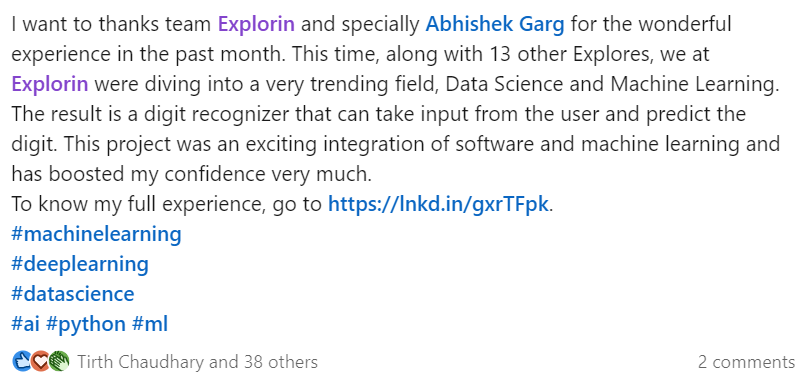 I want to thanks team Explorin and specially Abhishek Garg for the wonderful
experience in the past month. This time, along with 13 other Explores, we at
Explorin were diving into a very trending field, Data Science and Machine Learning.
The result is a digit recognizer that can take input from the user and predict the
digit. This project was an exciting integration of software and machine learning and
has boosted my confidence very much.
To know my full experience, go to https://lnkd.in/gxrTFpk.
#machinelearning
#deeplearning
#datascience
#ai #python #ml
Tirth Chaudhary and 38 others 2 comments